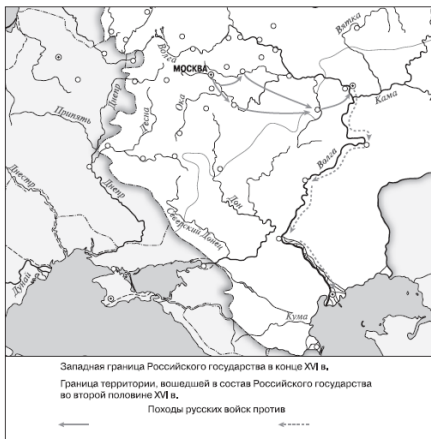 Вятка
Волга
МОСКВА
Кама
Ока
Днепр
Припять
Десна
Волга
Днестр
Днепр
Дон
Северский Донец
Дунай
Кума
Западная граница Российского государства в конце XVI в.
Граница территории, вошедшей в состав Российского государства
во второй половине XVI в.
Походы русских войск против